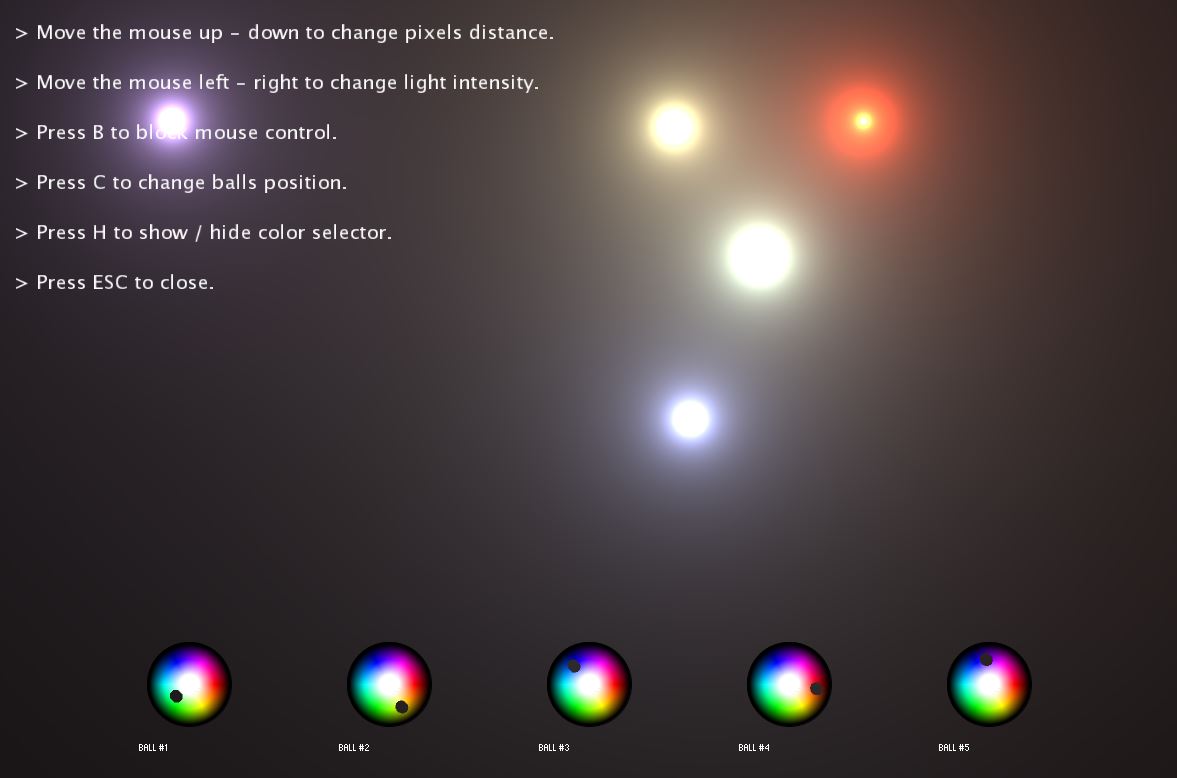 > Move the mouse up - down to change pixels distance.
> Move the mouse left - right to change light intensity.
> Press B to block mouse control.
> Press C to change balls position.
> Press H to show / hide color selector.
> Press ESC to close.
BALL #1 BALL #2 BALL #3 BALL #4 BALL #5